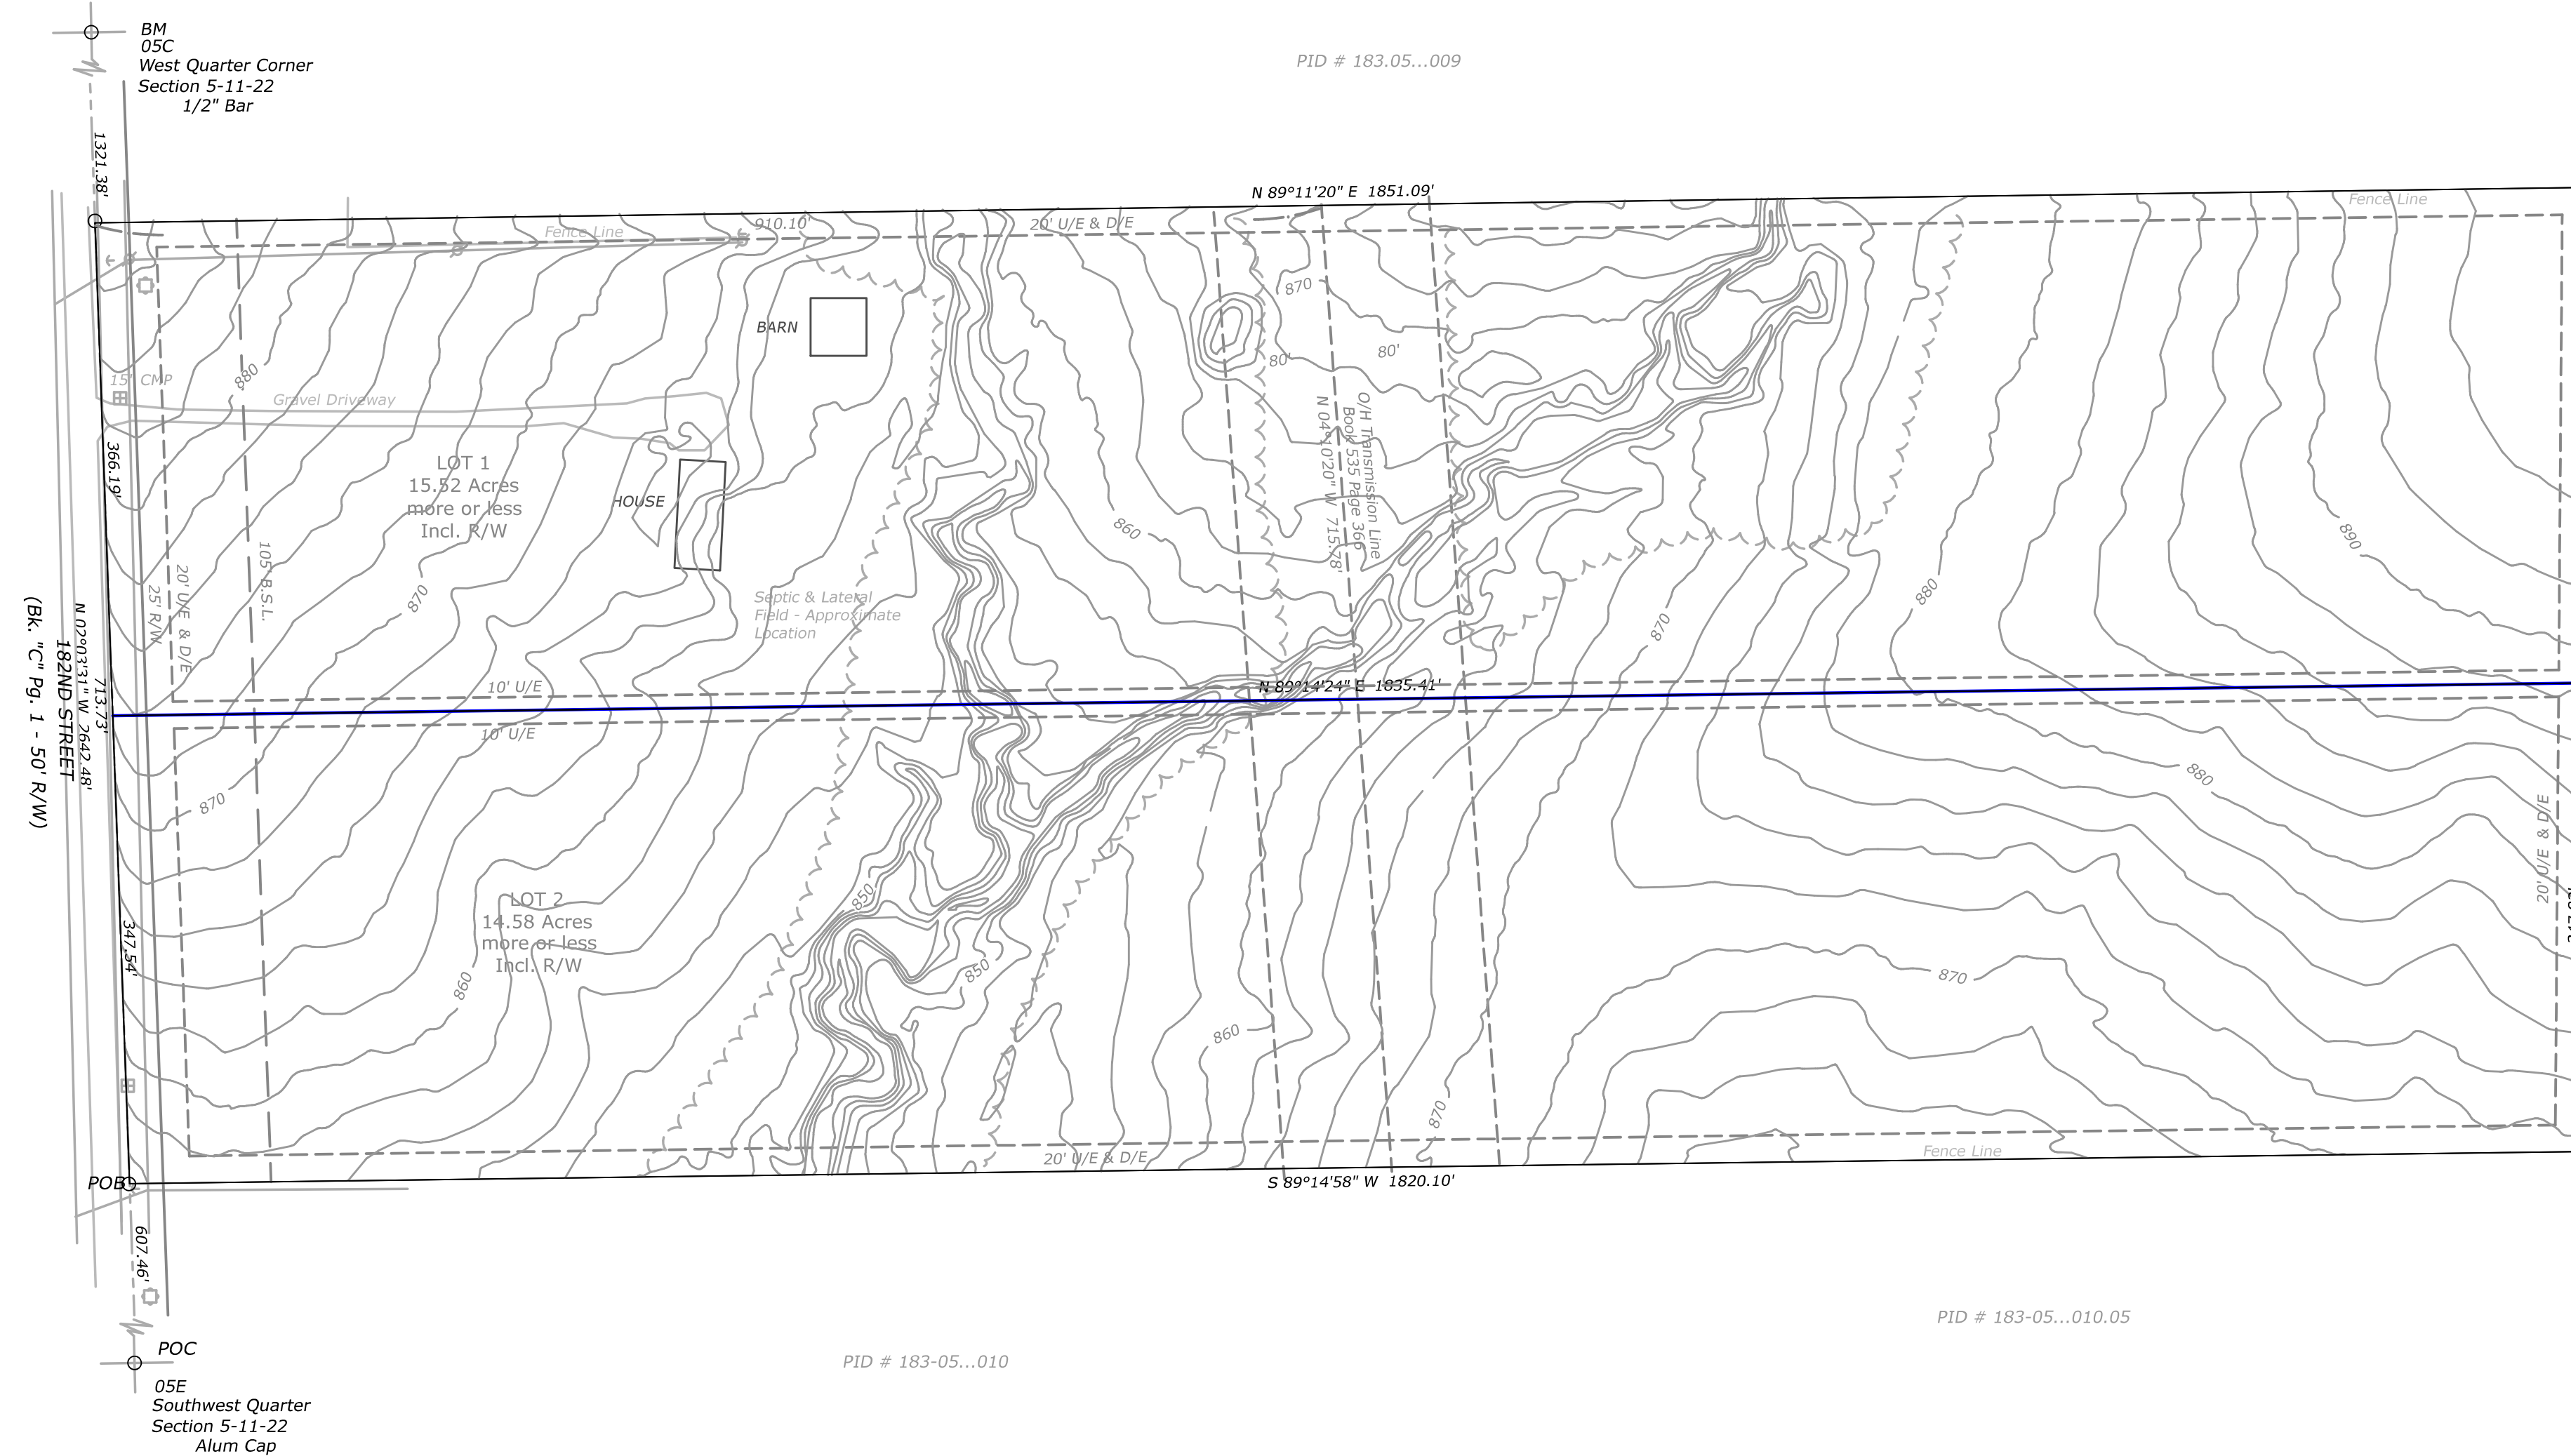 BM
05C
West Quarter Corner
Section 5-11-22
1/2" Bar
PID # 183.05...009
1321.38'
N 89°11'20" E 1851.09'
Fence Line
910.10'
20' U/E & D/E
Fence Line
870
BARN
80'
80'
15' CMP
880
Gravel Driveway
O/H Transmission Line
Book 535 Page 366
N 04°10'20" W 715.78'
366.19'
LOT 1
15.52 Acres
more or less
Incl. R/W
HOUSE
860
890
105' B.S.L.
20' U/E & D/E
25' R/W
870
Septic & Lateral
Field - Approximate
Location
880
870
10' U/E
N 89°14'24" E 1835.41'
10' U/E
713.73'
N 02°03'31" W 2642.48'
182ND STREET
(Bk. "C" Pg. 1 - 50' R/W)
870
880
20' U/E & D/E
850
LOT 2
14.58 Acres
more or less
Incl. R/W
347.54'
860
850
870
860
870
20' U/E & D/E
Fence Line
POB
S 89°14'58" W 1820.10'
607.46'
PID # 183-05...010.05
POC
PID # 183-05...010
05E
Southwest Quarter
Section 5-11-22
Alum Cap